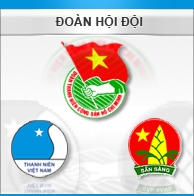 ĐOÀN HỘI ĐỘI
ĐOÀN THANH NIÊN CỘNG SẢN HỒ CHÍ MINH
THANH NIÊN
VIỆT NAM
SẴN SÀNG